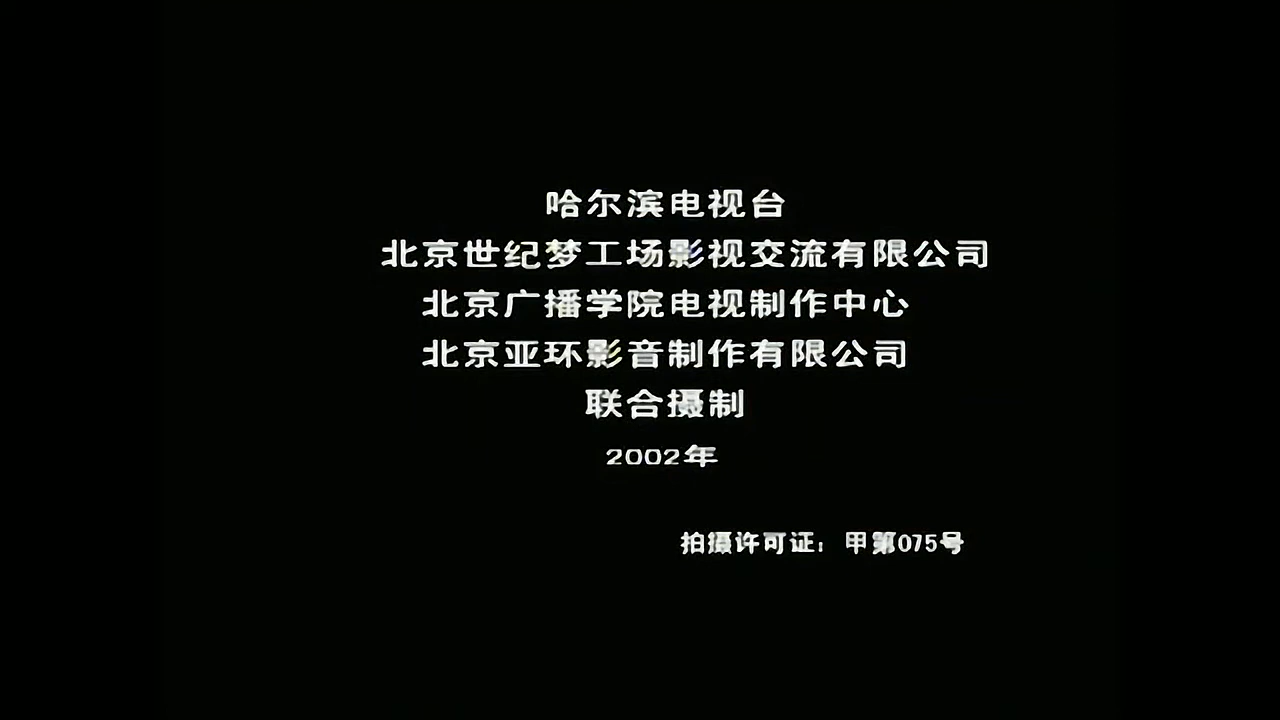 哈尔滨电视台
北京世纪梦工场影视交流有限公司
北京广播学院电视制作中心
北京亚环影音制作有限公司
联合摄制
2002年
拍摄许可证：甲第075号